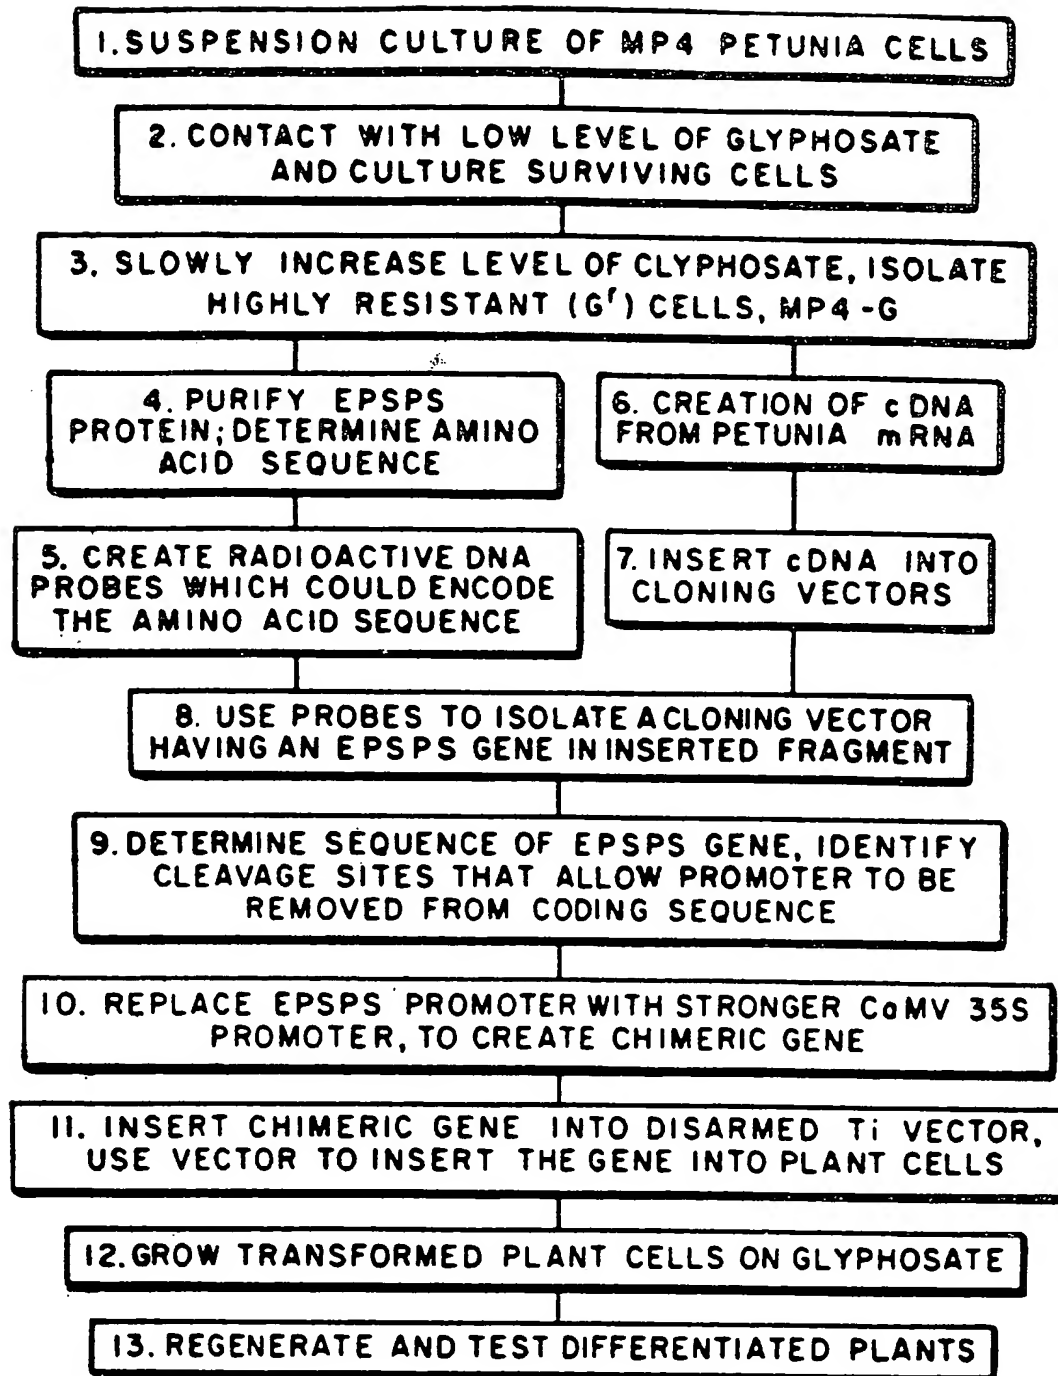 1. SUSPENSION CULTURE OF MP4 PETUNIA CELLS
2. CONTACT WITH LOW LEVEL OF GLYPHOSATE
AND CULTURE SURVIVING CELLS
3. SLOWLY INCREASE LEVEL OF CLYPHOSATE, ISOLATE
HIGHLY RESISTANT (Gʳ) CELLS, MP4-G
4. PURIFY EPSPS
PROTEIN; DETERMINE AMINO
ACID SEQUENCE
5. CREATE RADIOACTIVE DNA
PROBES WHICH COULD ENCODE
THE AMINO ACID SEQUENCE
6. CREATION OF cDNA
FROM PETUNIA mRNA
7. INSERT cDNA INTO
CLONING VECTORS
8. USE PROBES TO ISOLATE A CLONING VECTOR
HAVING AN EPSPS GENE IN INSERTED FRAGMENT
9. DETERMINE SEQUENCE OF EPSPS GENE, IDENTIFY
CLEAVAGE SITES THAT ALLOW PROMOTER TO BE
REMOVED FROM CODING SEQUENCE
10. REPLACE EPSPS PROMOTER WITH STRONGER CaMV 35S
PROMOTER, TO CREATE CHIMERIC GENE
11. INSERT CHIMERIC GENE INTO DISARMED Ti VECTOR,
USE VECTOR TO INSERT THE GENE INTO PLANT CELLS
12. GROW TRANSFORMED PLANT CELLS ON GLYPHOSATE
13. REGENERATE AND TEST DIFFERENTIATED PLANTS